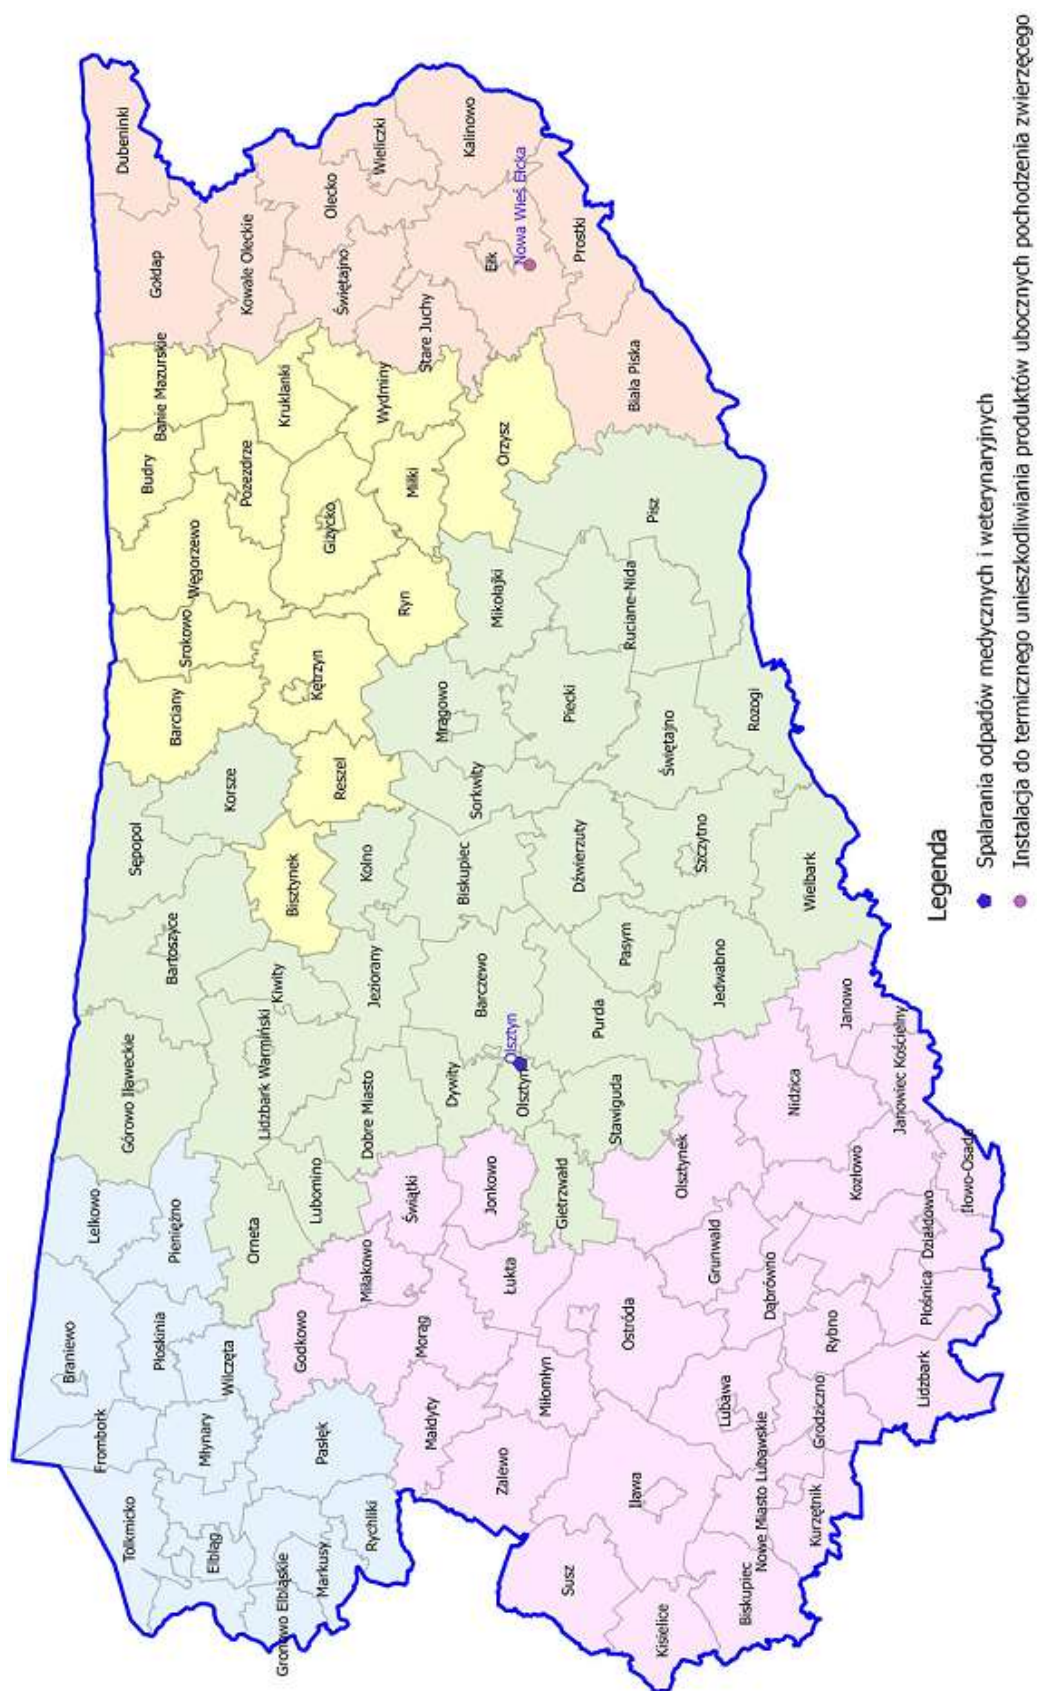 Dubeninki
Gołdap
Kowale Oleckie
Olecko
Wieliczki
Świętajno
Kalinowo
Stare Juchy
Ełk
Nowa Wieś Ełcka
Prostki
Biała Piska
Banie Mazurskie
Budry
Pozezdrze
Kruklanki
Węgorzewo
Giżycko
Wydminy
Miłki
Orzysz
Srokowo
Barciany
Kętrzyn
Ryn
Reszel
Bisztynek
Mikołajki
Pisz
Ruciane-Nida
Mrągowo
Piecki
Korsze
Sępopol
Sorkwity
Świętajno
Rozogi
Bartoszyce
Kolno
Biskupiec
Dźwierzuty
Szczytno
Wielbark
Kiwity
Jeziorany
Barczewo
Pasym
Jedwabno
Górowo Iławeckie
Lidzbark Warmiński
Dobre Miasto
Dywity
Olsztyn
Olsztyn
Purda
Stawiguda
Orneta
Lubomino
Gietrzwałd
Lelkowo
Pieniężno
Braniewo
Płoskinia
Wilczęta
Frombork
Młynary
Pasłęk
Tolkmicko
Elbląg
Gronowo Elbląskie
Markusy
Rychliki
Godkowo
Miłakowo
Świątki
Jonkowo
Morąg
Łukta
Małdyty
Miłomłyn
Zalewo
Ostróda
Olsztynek
Grunwald
Dąbrówno
Nidzica
Janowo
Janowiec Kościelny
Kozłowo
Iłowo-Osada
Działdowo
Płośnica
Rybno
Lidzbark
Lubawa
Grodziczno
Iława
Nowe Miasto Lubawskie
Kurzętnik
Susz
Kisielice
Biskupiec
Legenda
Spalarania odpadów medycznych i weterynaryjnych
Instalacja do termicznego unieszkodliwiania produktów ubocznych pochodzenia zwierzęcego